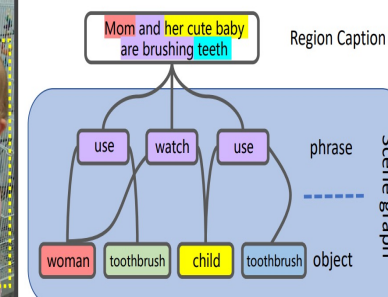 Mom and her cute baby
are brushing teeth
Region Caption
use
watch
use
phrase
woman
toothbrush
child
toothbrush
object
Scene graph